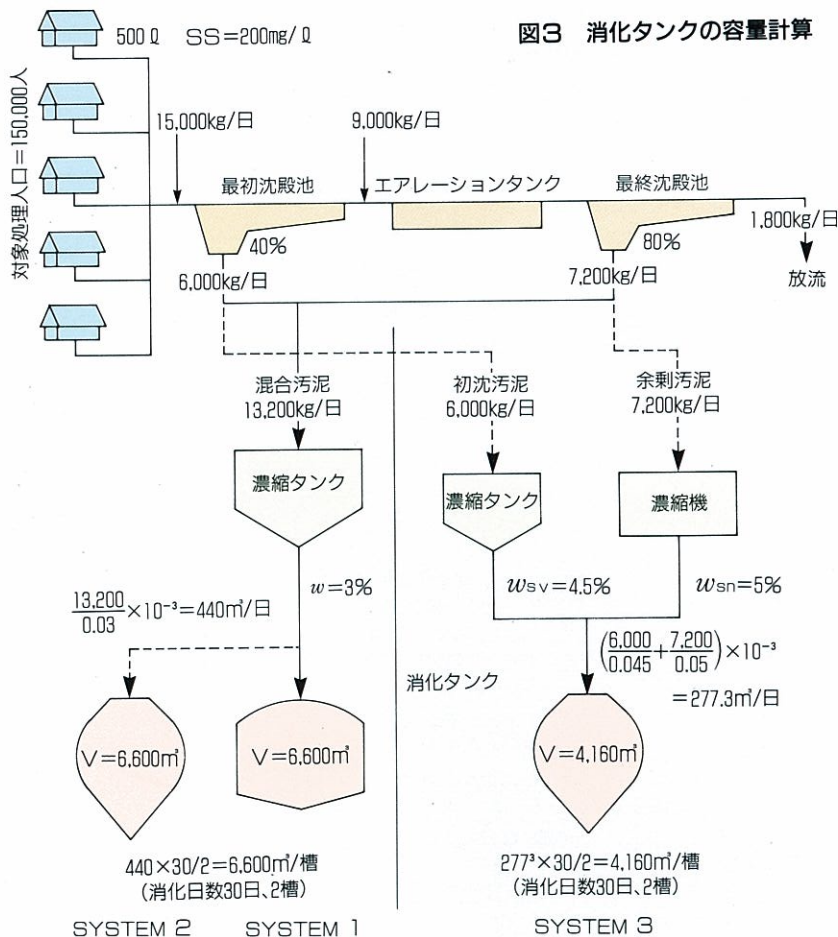 図3 消化タンクの容量計算
500ℓ SS=200mg/ℓ
対象処理人口=150,000人
15,000kg/日
9,000kg/日
最初沈殿池
エアレーションタンク
最終沈殿池
40%
80%
1,800kg/日
放流
6,000kg/日
7,200kg/日
混合汚泥
13,200kg/日
初沈汚泥
6,000kg/日
余剰汚泥
7,200kg/日
濃縮タンク
濃縮タンク
濃縮機
w=3%
wsv=4.5%
wsn=5%
13,200/0.03×10⁻³=440㎥/日
(6,000/0.045+7,200/0.05)×10⁻³
=277.3㎥/日
消化タンク
V=6,600㎥
V=6,600㎥
V=4,160㎥
440×30/2=6,600㎥/槽
(消化日数30日、2槽)
277³×30/2=4,160㎥/槽
(消化日数30日、2槽)
SYSTEM 2
SYSTEM 1
SYSTEM 3